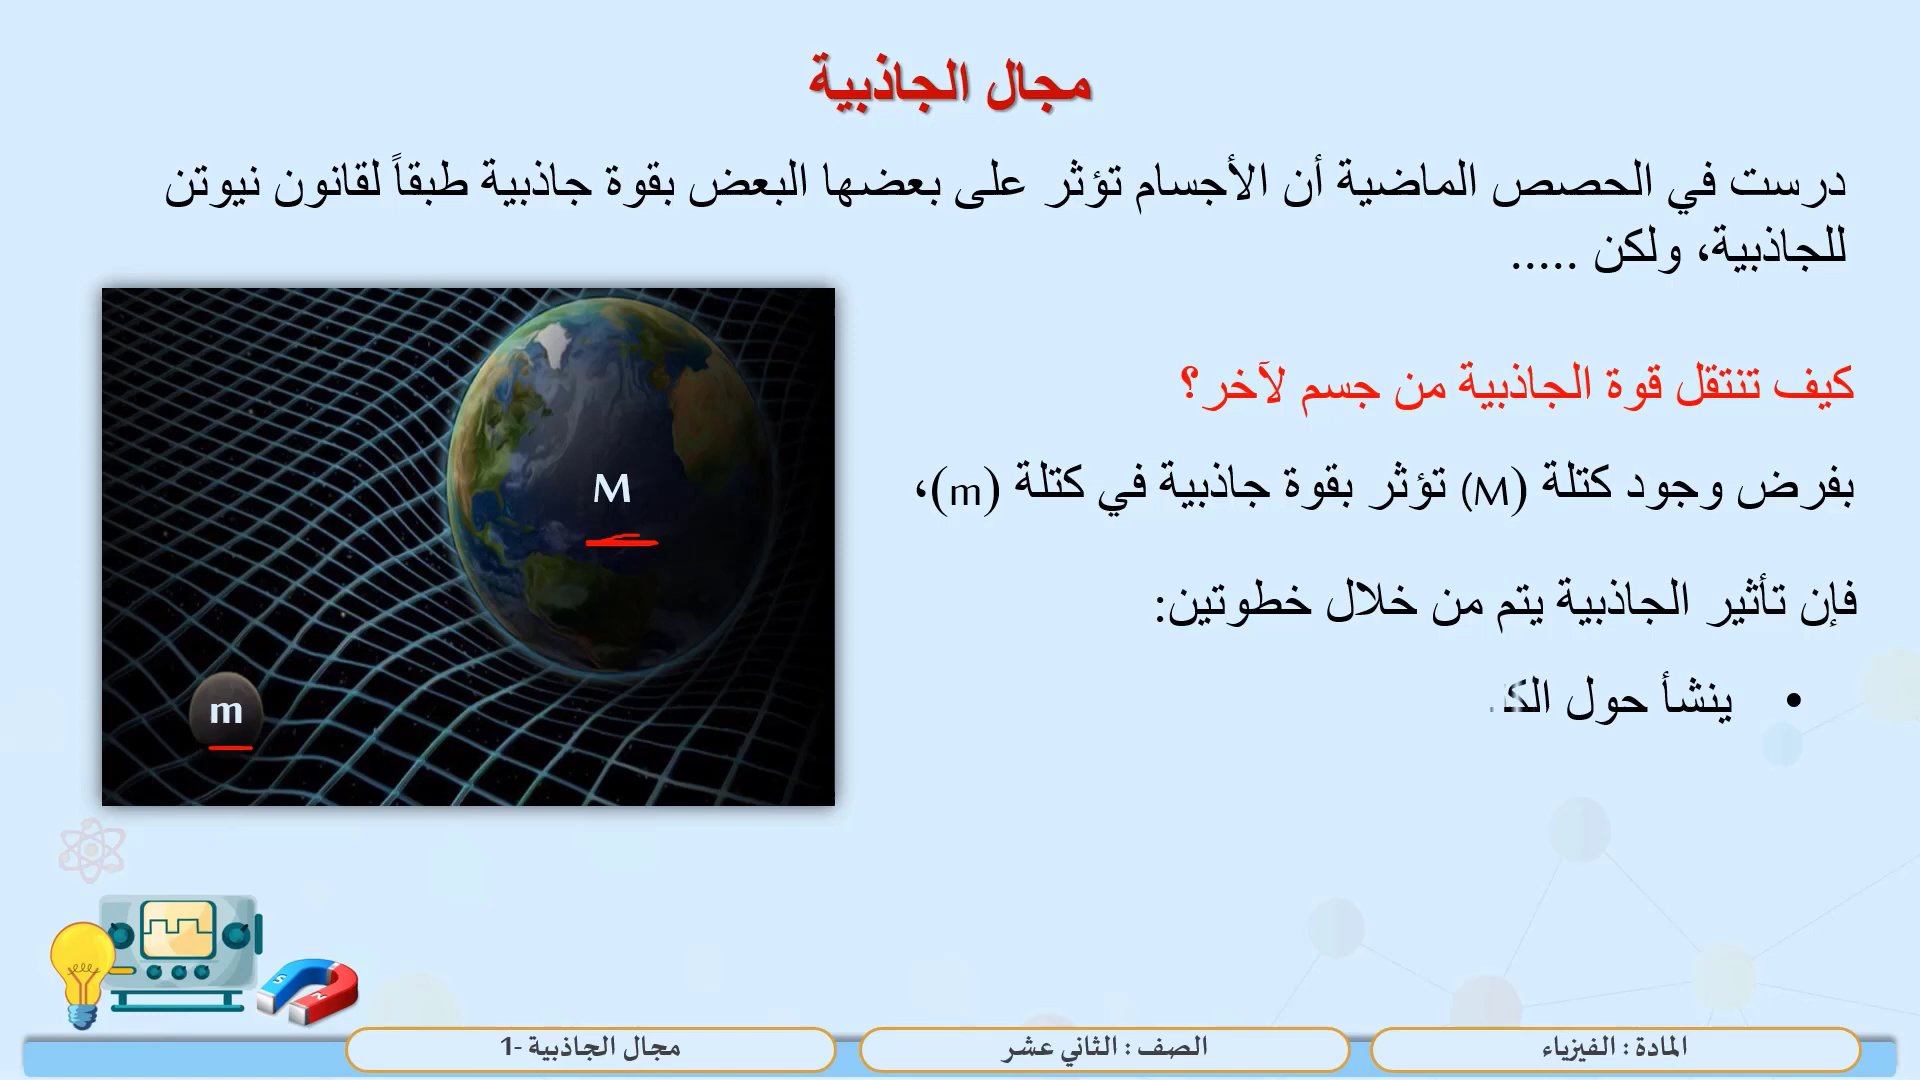 مجال الجاذبية
درست في الحصص الماضية أن الأجسام تؤثر على بعضها البعض بقوة جاذبية طبقاً لقانون نيوتن
للجاذبية، ولكن .....
كيف تنتقل قوة الجاذبية من جسم لآخر؟
بفرض وجود كتلة (M) تؤثر بقوة جاذبية في كتلة (m)،
فإن تأثير الجاذبية يتم من خلال خطوتين:
• ينشأ حول
M
m
المادة : الفيزياء
الصف : الثاني عشر
مجال الجاذبية -1
S
N